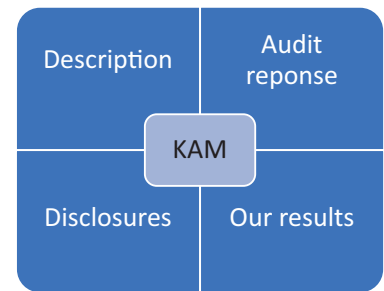 Description
Audit
reponse
KAM
Disclosures
Our results